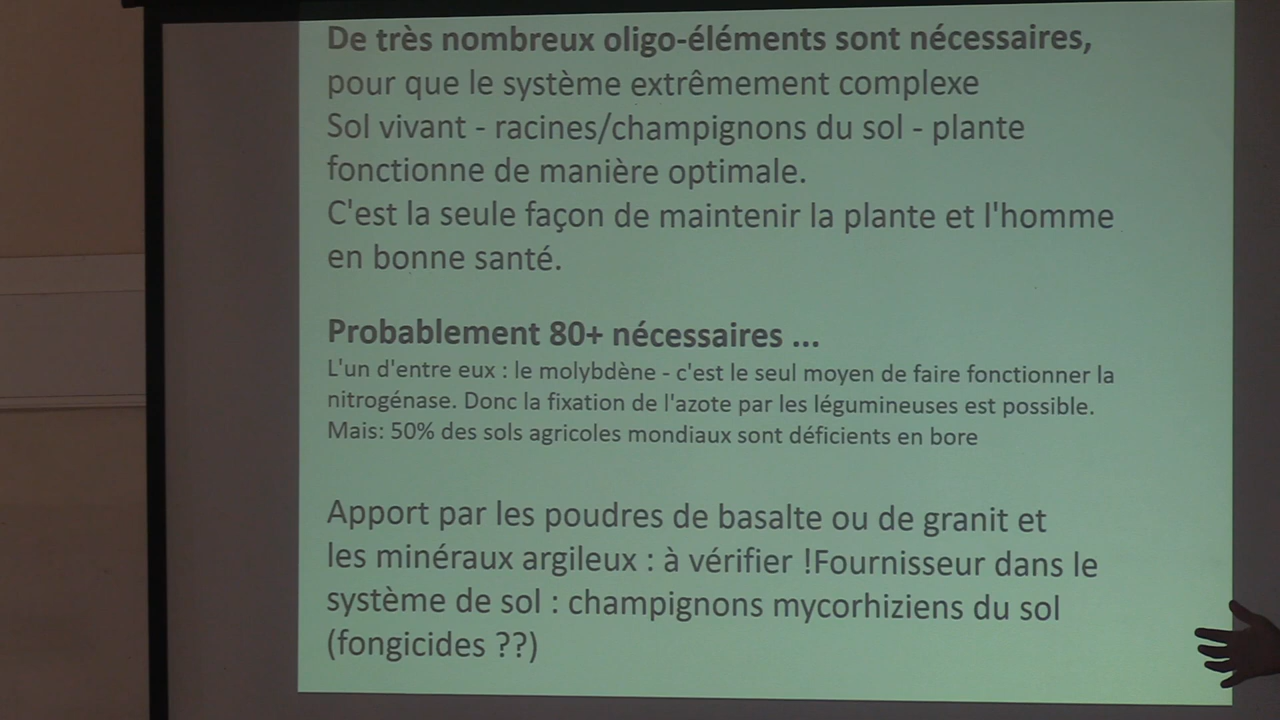 De très nombreux oligo-éléments sont nécessaires,
pour que le système extrêmement complexe
Sol vivant - racines/champignons du sol - plante
fonctionne de manière optimale.
C'est la seule façon de maintenir la plante et l'homme
en bonne santé.
Probablement 80+ nécessaires ...
L'un d'entre eux : le molybdène - c'est le seul moyen de faire fonctionner la
nitrogénase. Donc la fixation de l'azote par les légumineuses est possible.
Mais: 50% des sols agricoles mondiaux sont déficients en bore
Apport par les poudres de basalte ou de granit et
les minéraux argileux : à vérifier !Fournisseur dans le
système de sol : champignons mycorhiziens du sol
(fongicides ??)